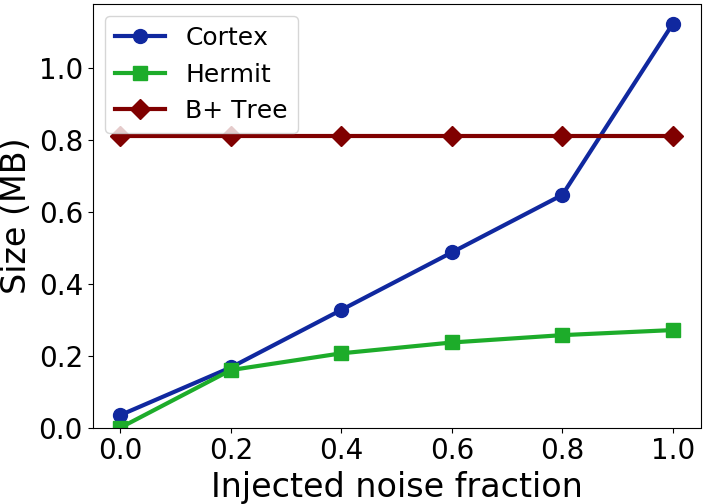 Cortex
Hermit
B+ Tree
Size (MB)
1.0
0.8
0.6
0.4
0.2
0.0
0.0 0.2 0.4 0.6 0.8 1.0
Injected noise fraction